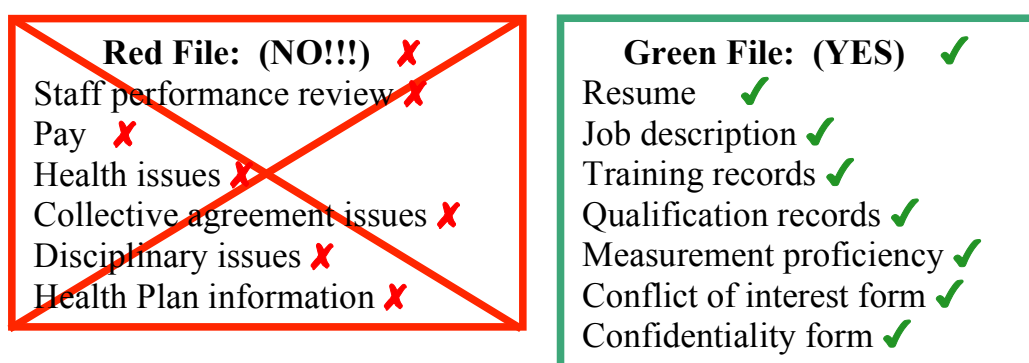 Red File: (NO!!!) ✘
Staff performance review ✘
Pay ✘
Health issues ✘
Collective agreement issues ✘
Disciplinary issues ✘
Health Plan information ✘
Green File: (YES) ✔
Resume ✔
Job description ✔
Training records ✔
Qualification records ✔
Measurement proficiency ✔
Conflict of interest form ✔
Confidentiality form ✔